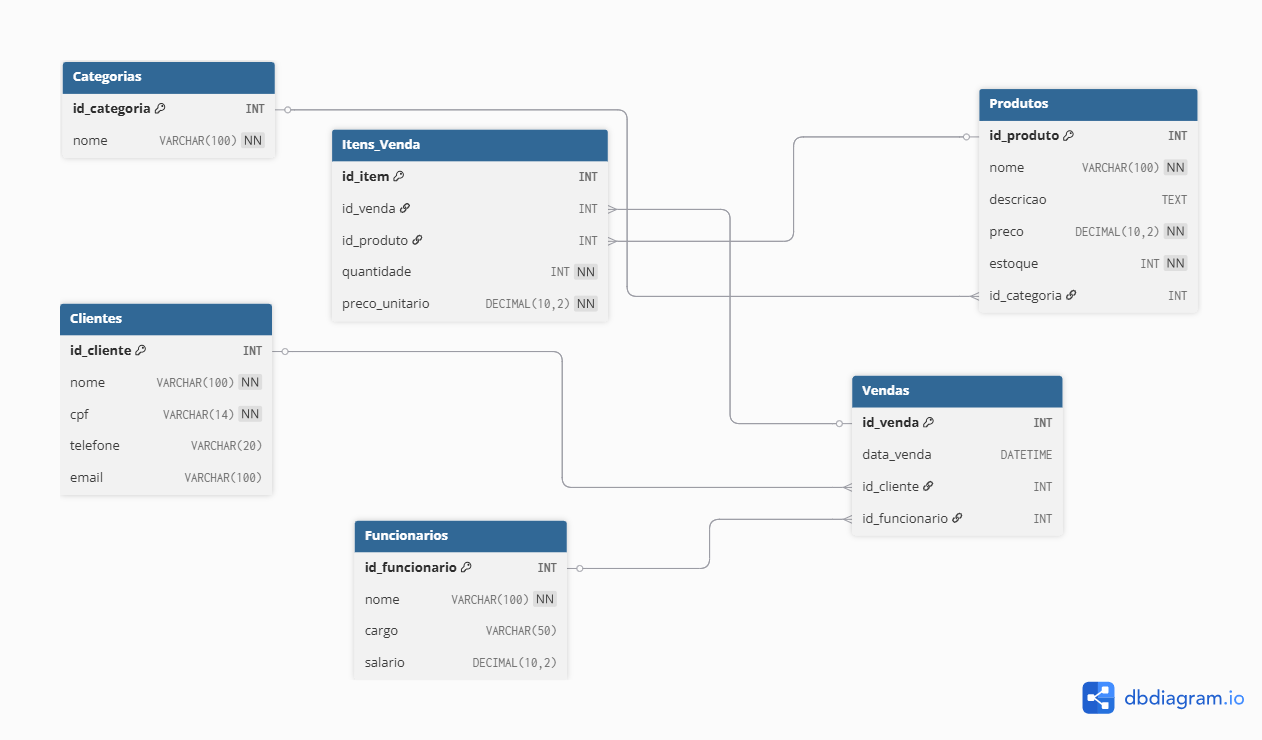 Categorias
id_categoria INT
nome VARCHAR(100) NN
Itens_Venda
id_item INT
id_venda INT
id_produto INT
quantidade INT NN
preco_unitario DECIMAL(10,2) NN
Produtos
id_produto INT
nome VARCHAR(100) NN
descricao TEXT
preco DECIMAL(10,2) NN
estoque INT NN
id_categoria INT
Clientes
id_cliente INT
nome VARCHAR(100) NN
cpf VARCHAR(14) NN
telefone VARCHAR(20)
email VARCHAR(100)
Vendas
id_venda INT
data_venda DATETIME
id_cliente INT
id_funcionario INT
Funcionarios
id_funcionario INT
nome VARCHAR(100) NN
cargo VARCHAR(50)
salario DECIMAL(10,2)
dbdiagram.io